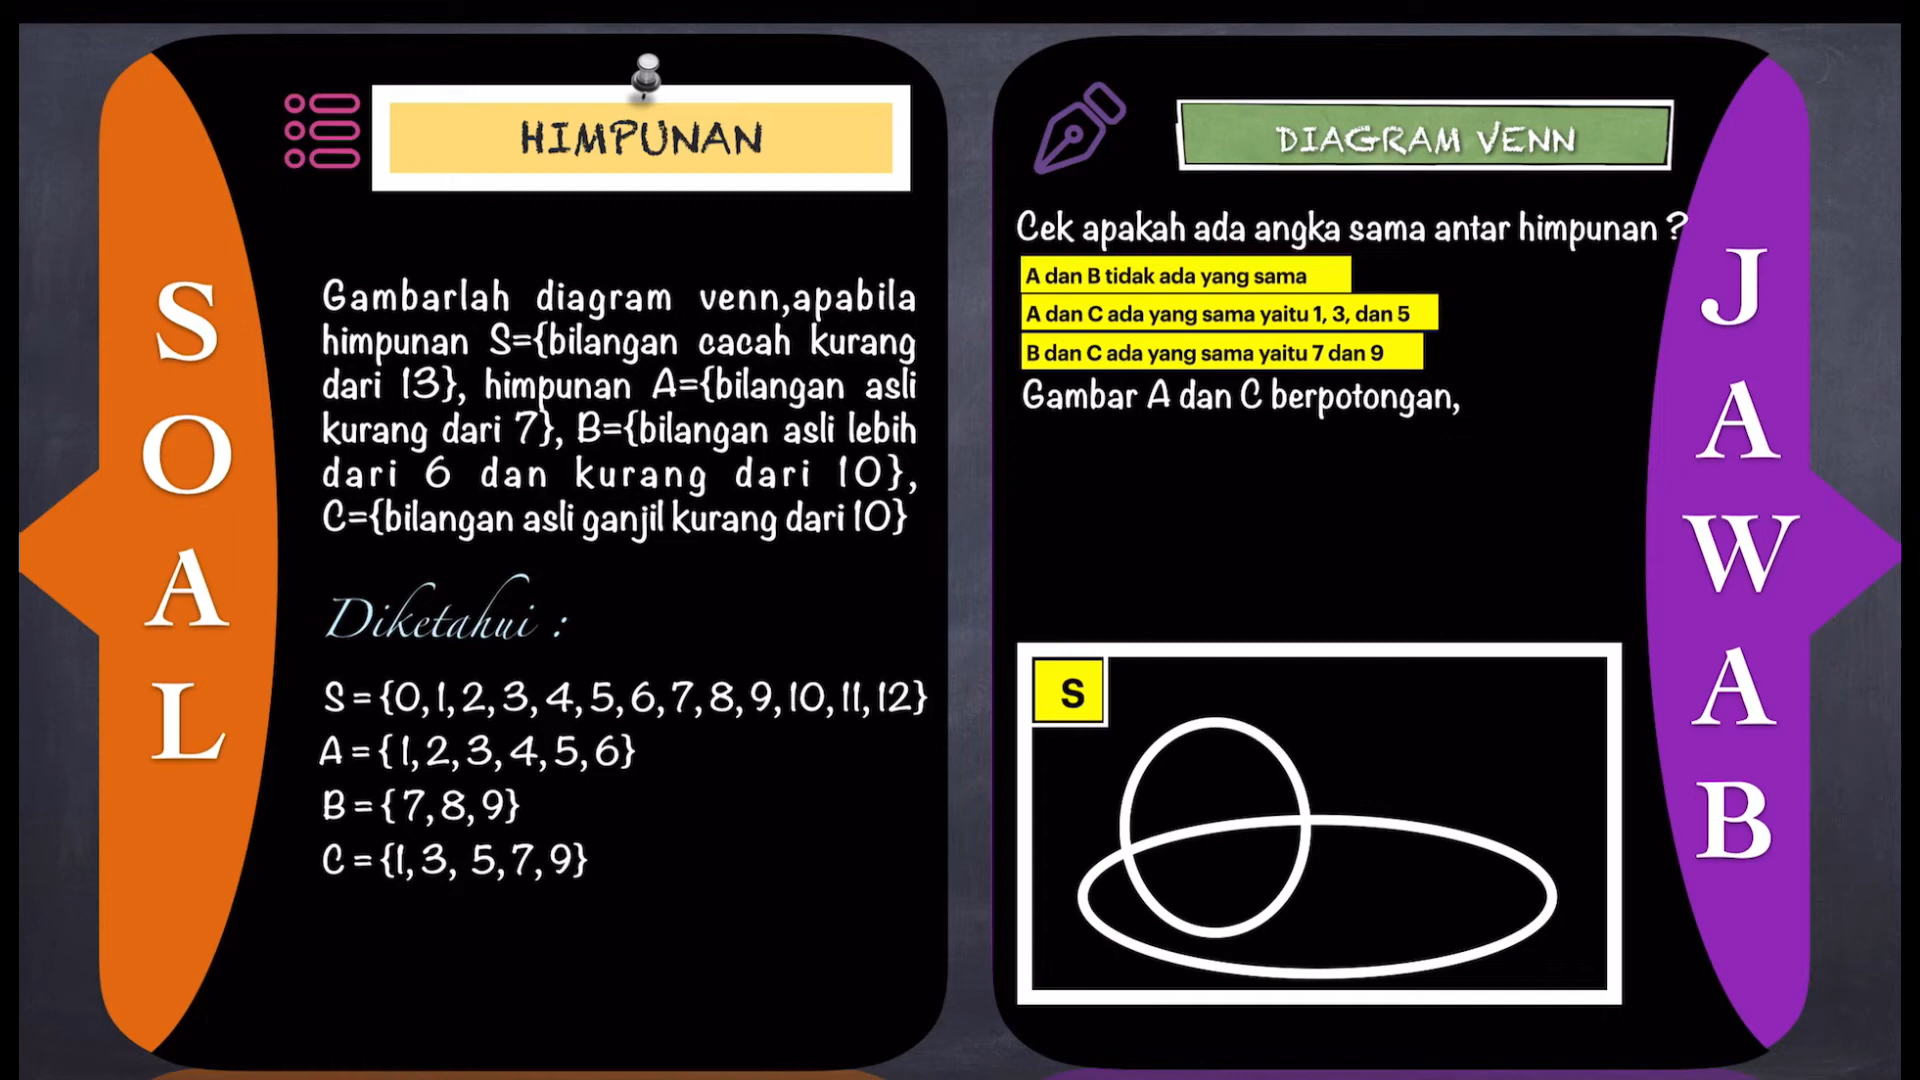 SOAL
HIMPUNAN
Gambarlah diagram venn,apabila
himpunan S={bilangan cacah kurang
dari 13}, himpunan A={bilangan asli
kurang dari 7}, B={bilangan asli lebih
dari 6 dan kurang dari 10},
C={bilangan asli ganjil kurang dari 10}
Diketahui :
S = {0, 1, 2, 3, 4, 5, 6, 7, 8, 9, 10, 11, 12}
A = { 1, 2, 3, 4, 5, 6}
B = { 7, 8, 9}
C = {1, 3, 5, 7, 9}
DIAGRAM VENN
Cek apakah ada angka sama antar himpunan ?
A dan B tidak ada yang sama
A dan C ada yang sama yaitu 1, 3, dan 5
B dan C ada yang sama yaitu 7 dan 9
Gambar A dan C berpotongan,
S
JAWAB